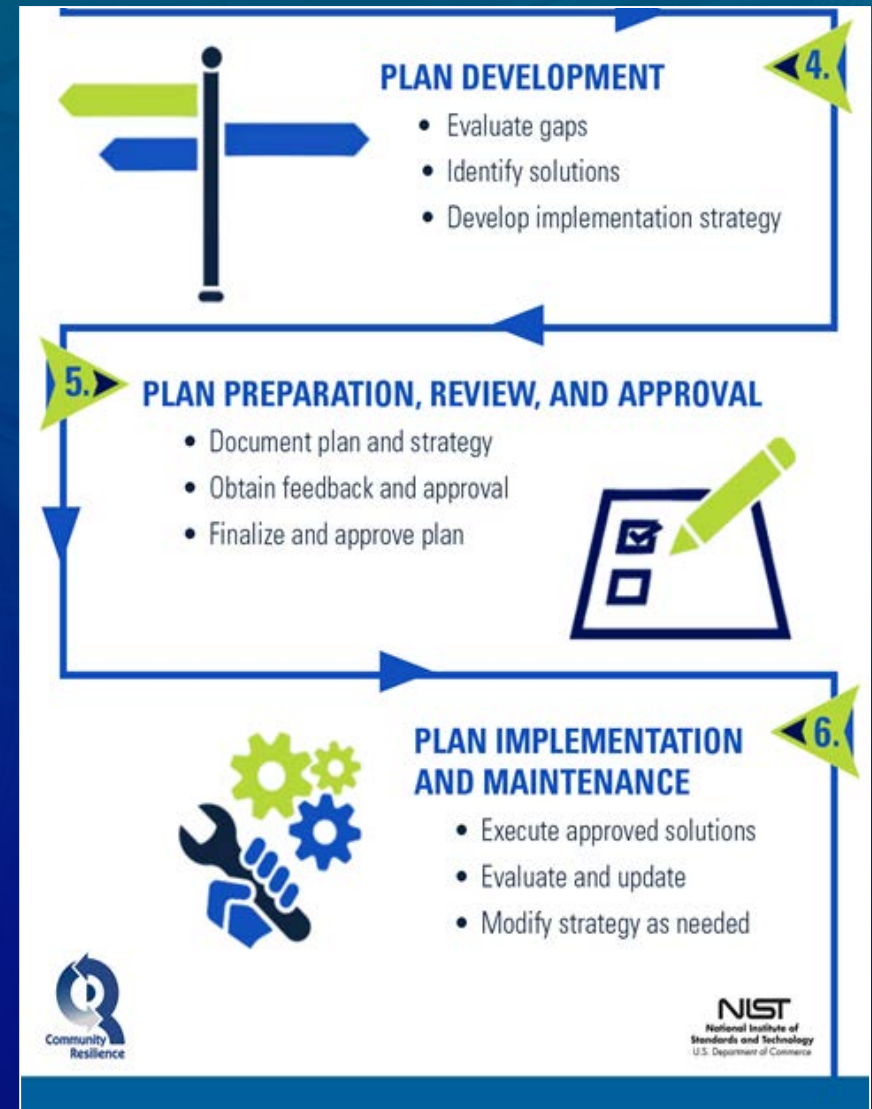 4.
PLAN DEVELOPMENT
• Evaluate gaps
• Identify solutions
• Develop implementation strategy
5.
PLAN PREPARATION, REVIEW, AND APPROVAL
• Document plan and strategy
• Obtain feedback and approval
• Finalize and approve plan
6.
PLAN IMPLEMENTATION
AND MAINTENANCE
• Execute approved solutions
• Evaluate and update
• Modify strategy as needed
Community
Resilience
NIST
National Institute of
Standards and Technology
U.S. Department of Commerce